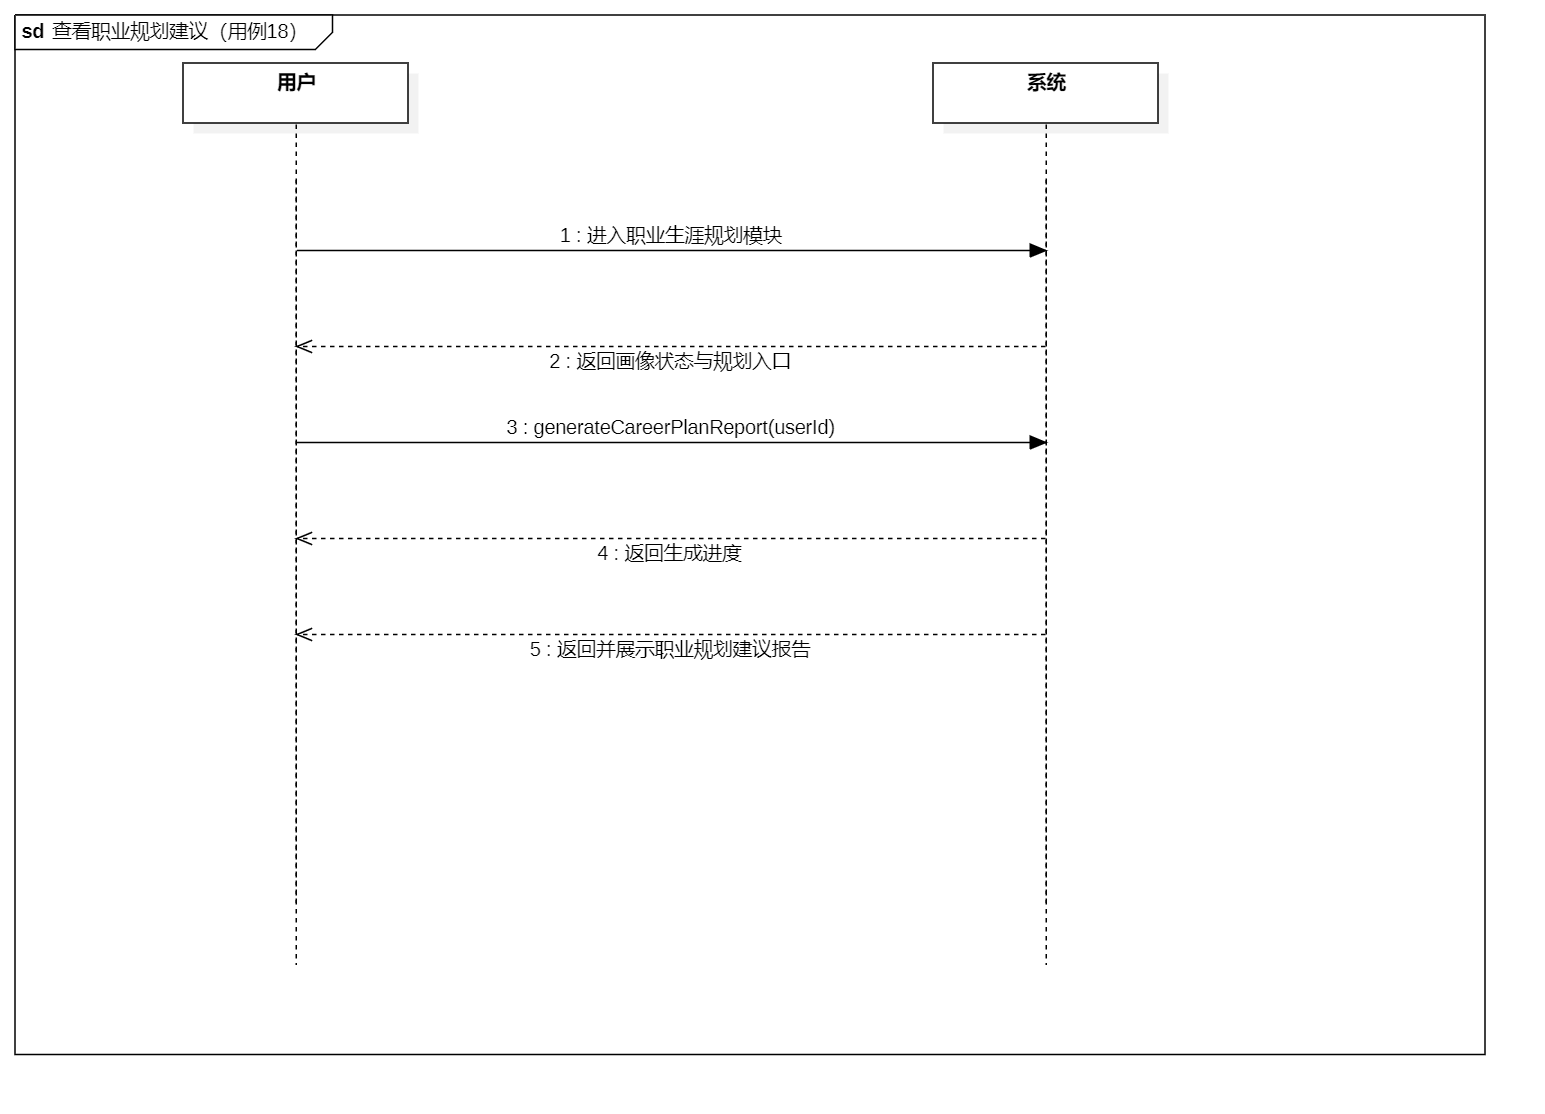 sd 查看职业规划建议（用例18）
用户
系统
1 : 进入职业生涯规划模块
2 : 返回画像状态与规划入口
3 : generateCareerPlanReport(userId)
4 : 返回生成进度
5 : 返回并展示职业规划建议报告